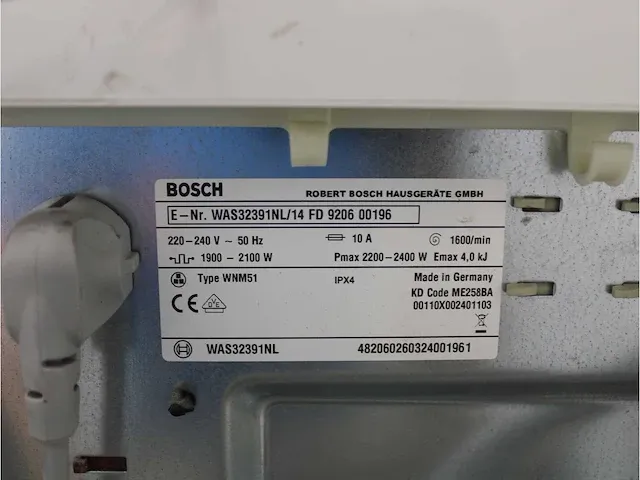 BOSCH ROBERT BOSCH HAUSGERÄTE GMBH
E-Nr. WAS32391NL/14 FD 9206 00196
220-240 V ~ 50 Hz 10 A 1600/min
1900 - 2100 W Pmax 2200-2400 W Emax 4,0 kJ
Type WNM51 IPX4 Made in Germany
KD Code ME258BA
CE VDE 00110X002401103
WAS32391NL 482060260324001961